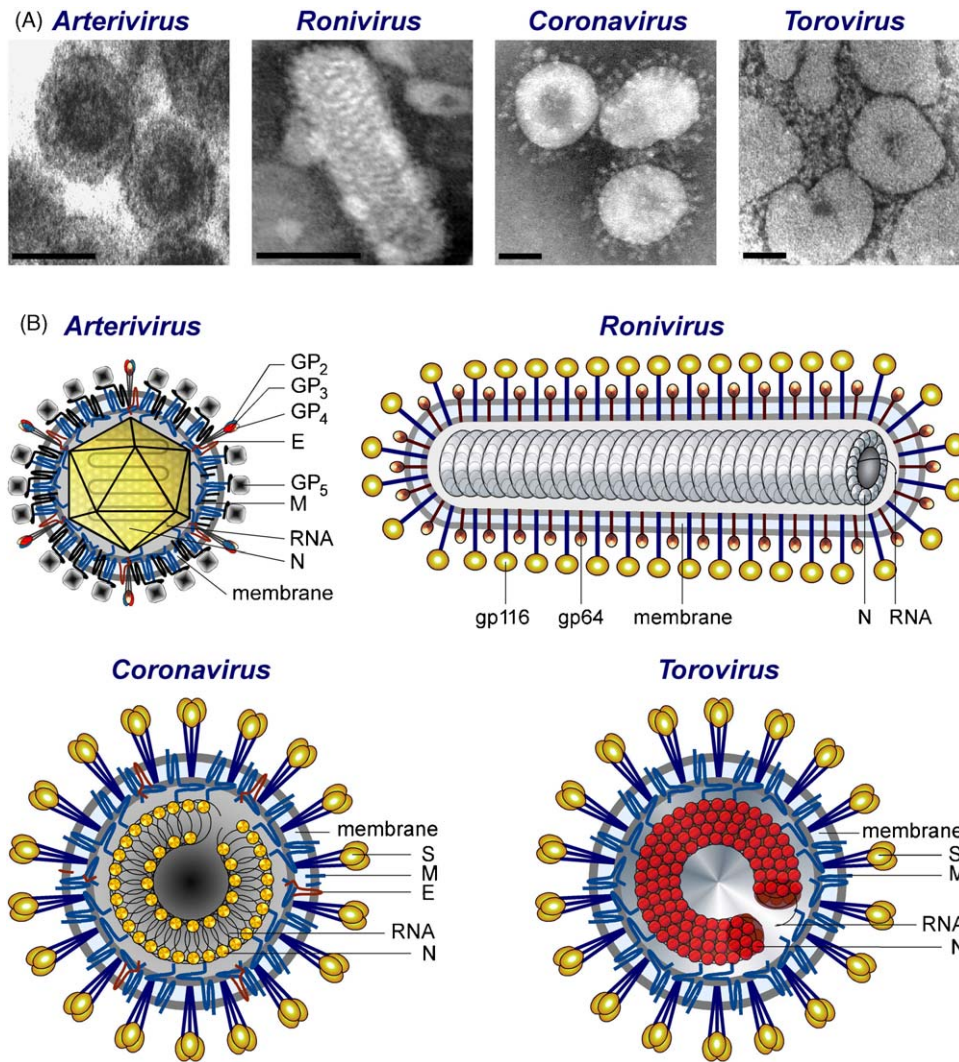 (A)
Arterivirus
Ronivirus
Coronavirus
Torovirus
(B)
Arterivirus
GP2
GP3
GP4
E
GP5
M
RNA
N
membrane
Ronivirus
gp116
gp64
membrane
N
RNA
Coronavirus
membrane
S
M
E
RNA
N
Torovirus
membrane
S
M
RNA
N